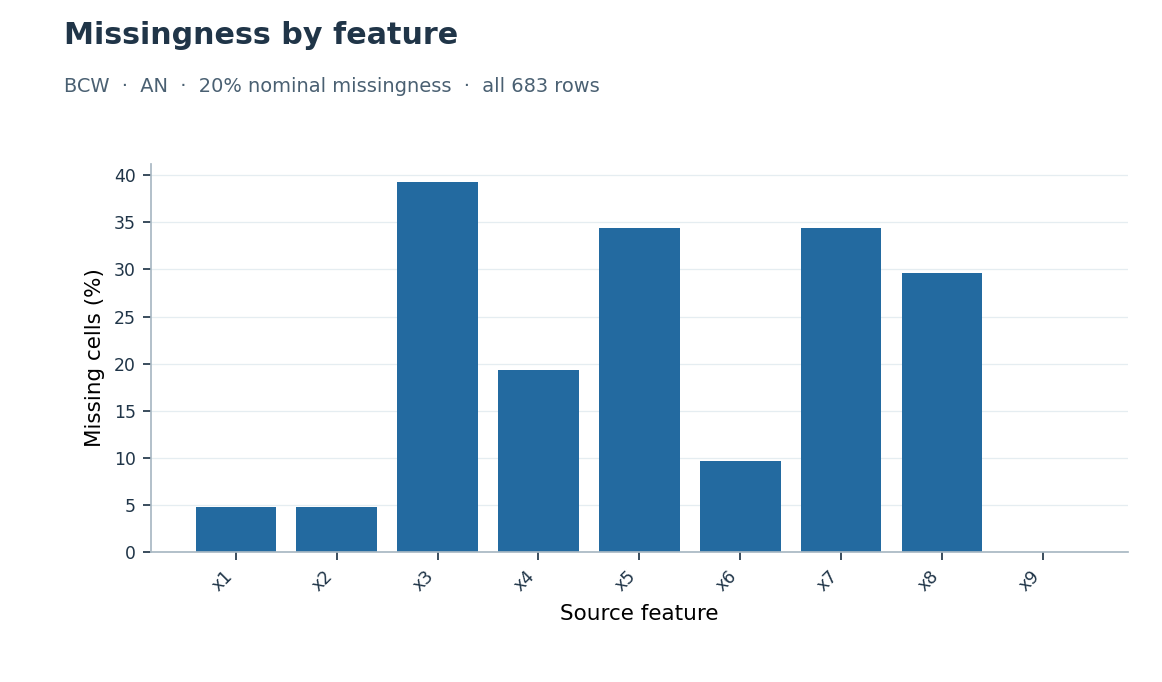 Missingness by feature
BCW · AN · 20% nominal missingness · all 683 rows
40
35
30
25
20
15
10
5
0
Missing cells (%)
x1 x2 x3 x4 x5 x6 x7 x8 x9
Source feature